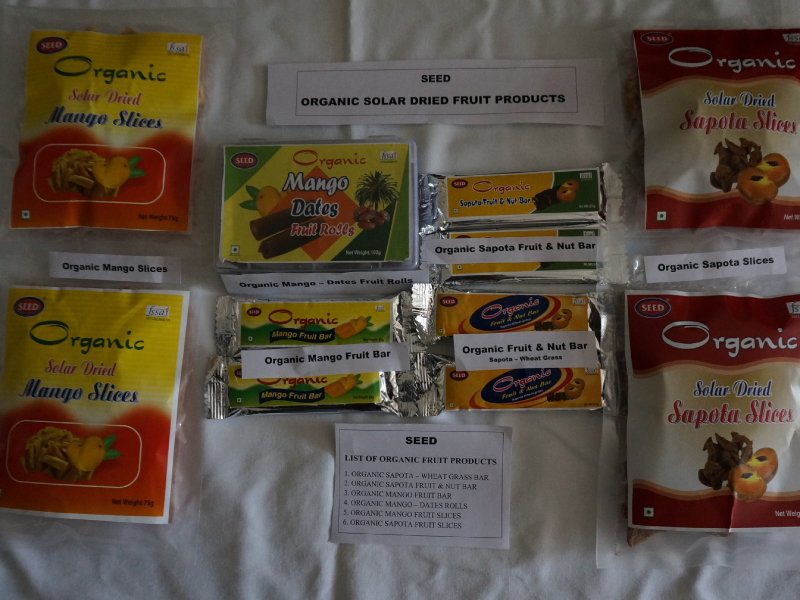 SEED
ORGANIC SOLAR DRIED FRUIT PRODUCTS
SEED
Organic
Solar Dried
Mango Slices
Net Weight:75g
Organic Mango Slices
SEED
Organic
Solar Dried
Mango Slices
Net Weight:75g
SEED
Organic
Mango
Dates
Fruit Rolls
Organic Mango – Dates Fruit Rolls
SEED
Organic
Sapota Fruit & Nut Bar
Organic Sapota Fruit & Nut Bar
SEED
Organic
Mango Fruit Bar
Organic Mango Fruit Bar
SEED
Organic
Mango Fruit Bar
SEED
Organic
Fruit & Nut Bar
Organic Fruit & Nut Bar
Sapota – Wheat Grass
SEED
Organic
Fruit & Nut Bar
SEED
Organic
Solar Dried
Sapota Slices
Net Weight:
Organic Sapota Slices
SEED
Organic
Solar Dried
Sapota Slices
SEED
LIST OF ORGANIC FRUIT PRODUCTS
1. ORGANIC SAPOTA – WHEAT GRASS BAR
2. ORGANIC SAPOTA FRUIT & NUT BAR
3. ORGANIC MANGO FRUIT BAR
4. ORGANIC MANGO – DATES ROLLS
5. ORGANIC MANGO FRUIT SLICES
6. ORGANIC SAPOTA FRUIT SLICES